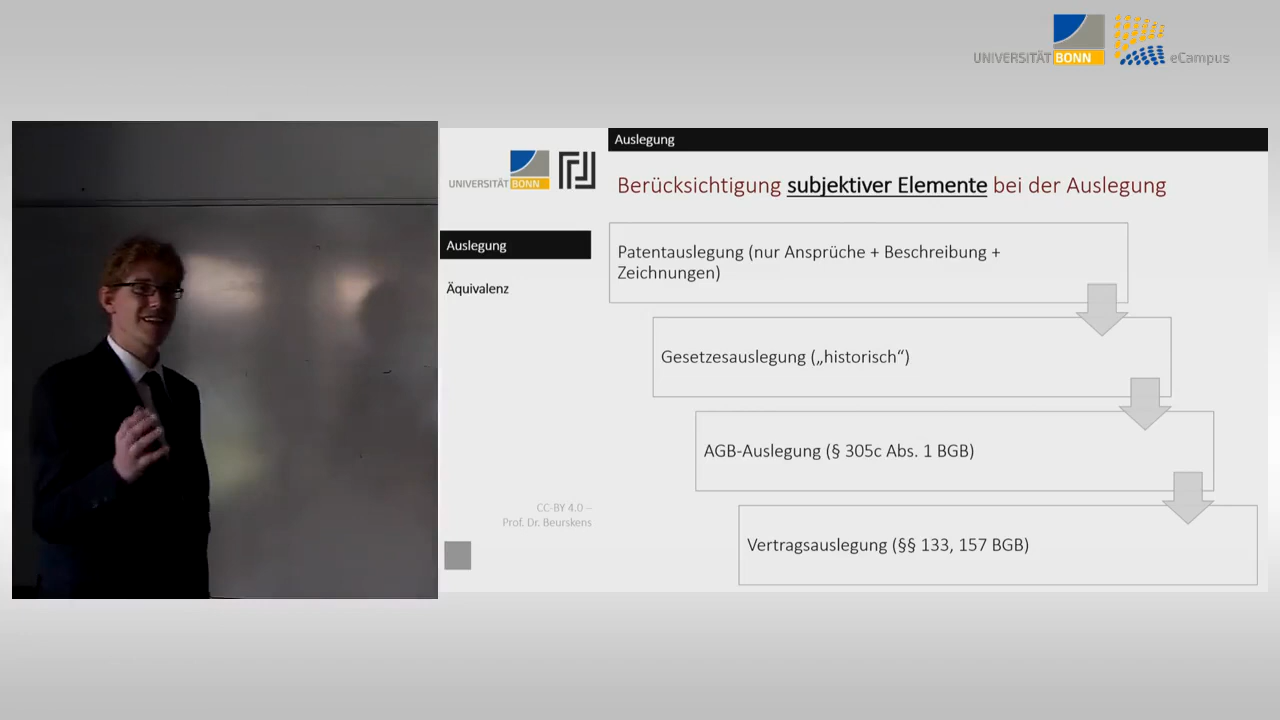 UNIVERSITÄT BONN
eCampus
UNIVERSITÄT BONN
Auslegung
Berücksichtigung subjektiver Elemente bei der Auslegung
Auslegung
Äquivalenz
Patentauslegung (nur Ansprüche + Beschreibung +
Zeichnungen)
Gesetzesauslegung („historisch“)
AGB-Auslegung (§ 305c Abs. 1 BGB)
Vertragsauslegung (§§ 133, 157 BGB)
CC-BY 4.0 –
Prof. Dr. Beurskens